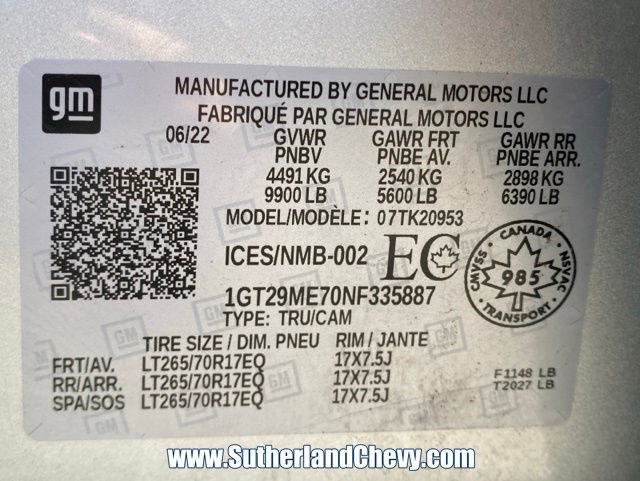 gm
MANUFACTURED BY GENERAL MOTORS LLC
FABRIQUÉ PAR GENERAL MOTORS LLC
06/22 GVWR GAWR FRT GAWR RR
PNBV PNBE AV. PNBE ARR.
4491 KG 2540 KG 2898 KG
9900 LB 5600 LB 6390 LB
MODEL/MODÈLE: 07TK20953
ICES/NMB-002 EC
CANADA
CMVSS 985 NSVAC
TRANSPORT
1GT29ME70NF335887
TYPE: TRU/CAM
TIRE SIZE / DIM. PNEU RIM / JANTE
FRT/AV. LT265/70R17EQ 17X7.5J
RR/ARR. LT265/70R17EQ 17X7.5J F1148 LB
SPA/SOS LT265/70R17EQ 17X7.5J T2027 LB
www.SutherlandChevy.com